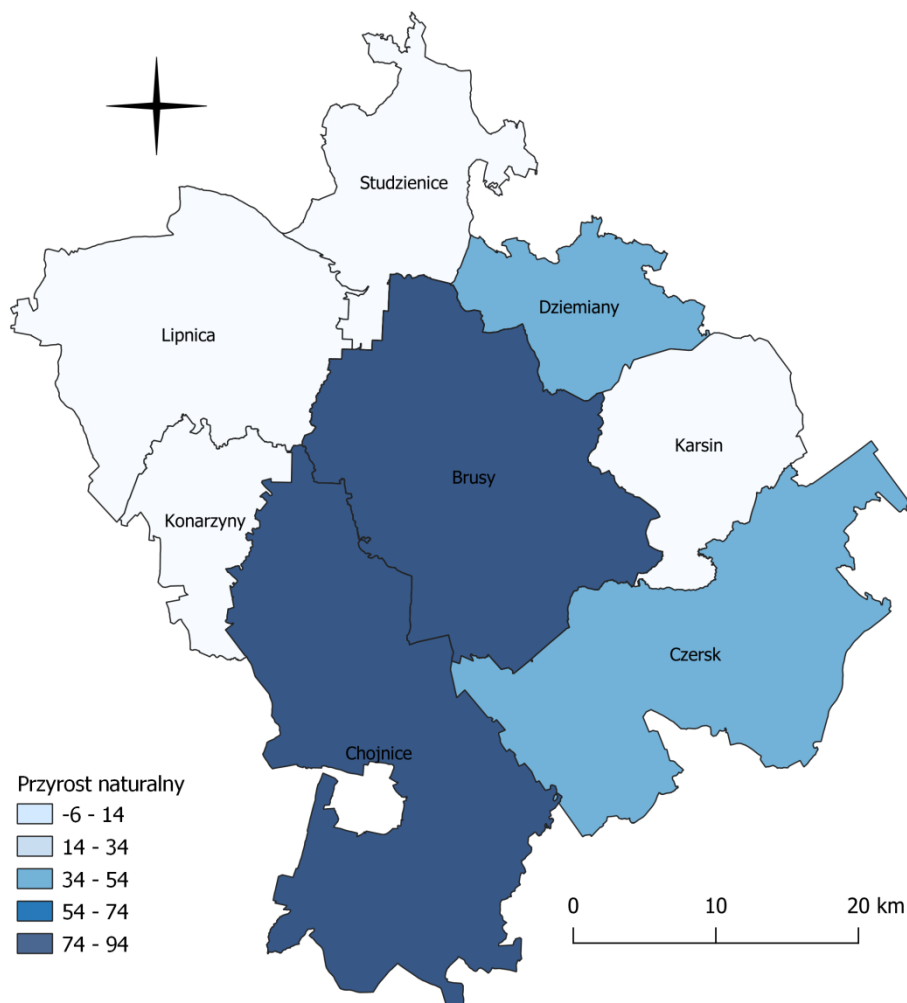 Studzienice
Dziemiany
Lipnica
Karsin
Brusy
Konarzyny
Czersk
Chojnice
Przyrost naturalny
-6 - 14
14 - 34
34 - 54
54 - 74
74 - 94
0 10 20 km